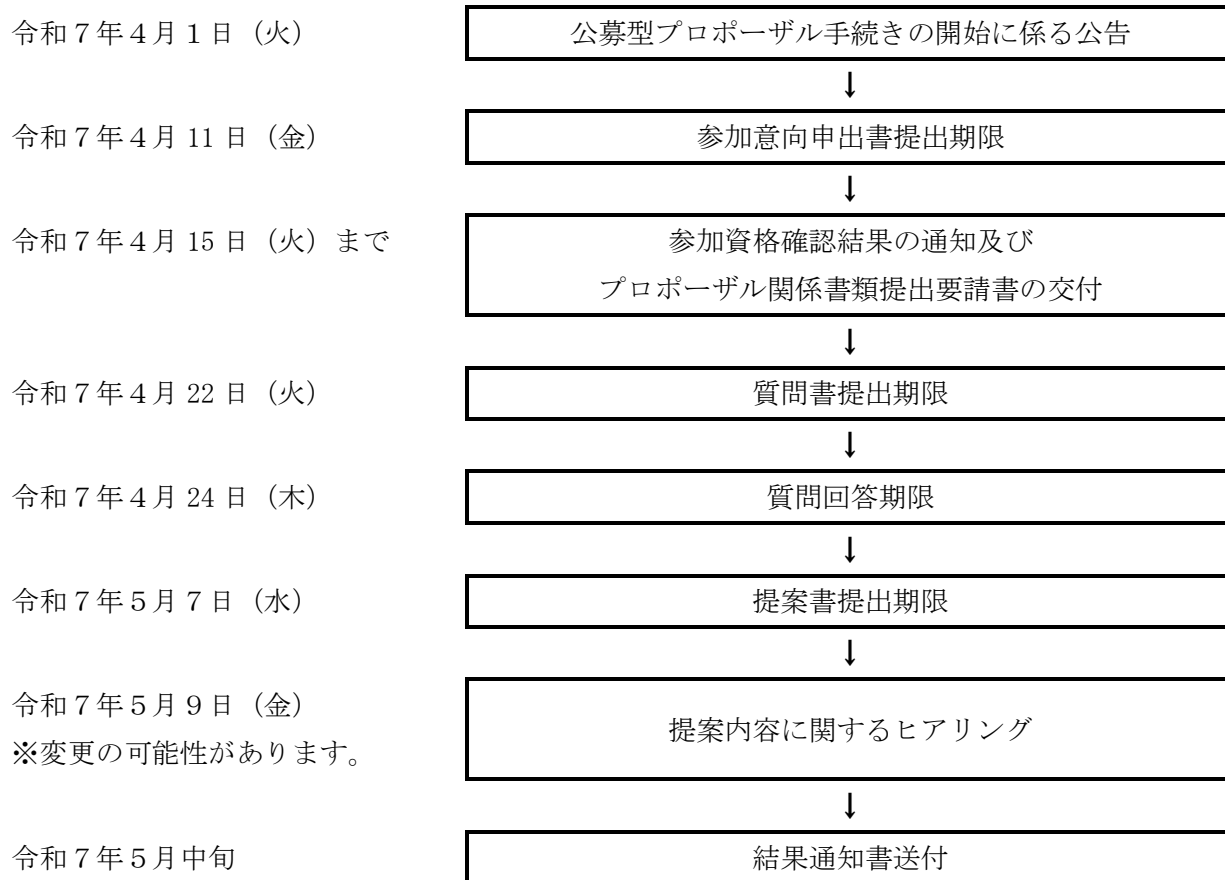 令和７年４月１日（火）
公募型プロポーザル手続きの開始に係る公告
↓
令和７年４月 11 日（金）
参加意向申出書提出期限
↓
令和７年４月 15 日（火）まで
参加資格確認結果の通知及び
プロポーザル関係書類提出要請書の交付
↓
令和７年４月 22 日（火）
質問書提出期限
↓
令和７年４月 24 日（木）
質問回答期限
↓
令和７年５月７日（水）
提案書提出期限
↓
令和７年５月９日（金）
※変更の可能性があります。
提案内容に関するヒアリング
↓
令和７年５月中旬
結果通知書送付